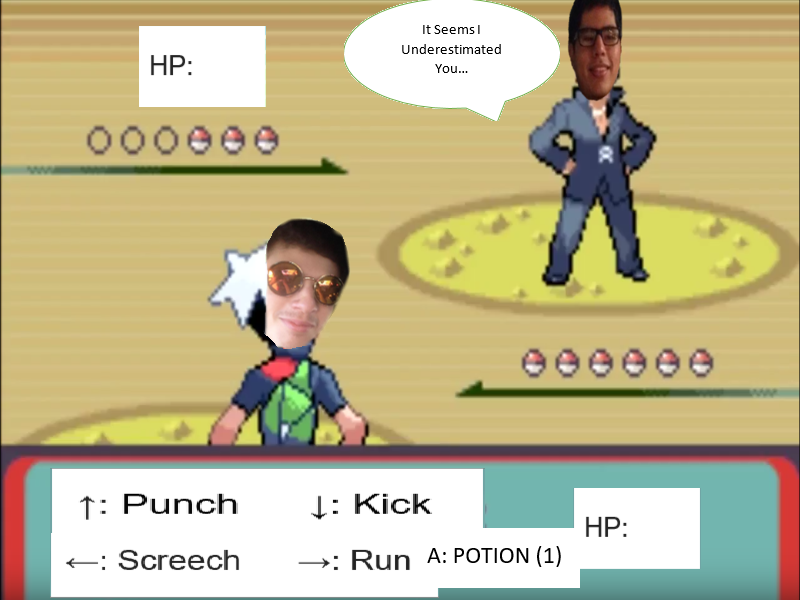 HP:
It Seems I
Underestimated
You...
↑: Punch
↓: Kick
←: Screech
→: Run
A: POTION (1)
HP: